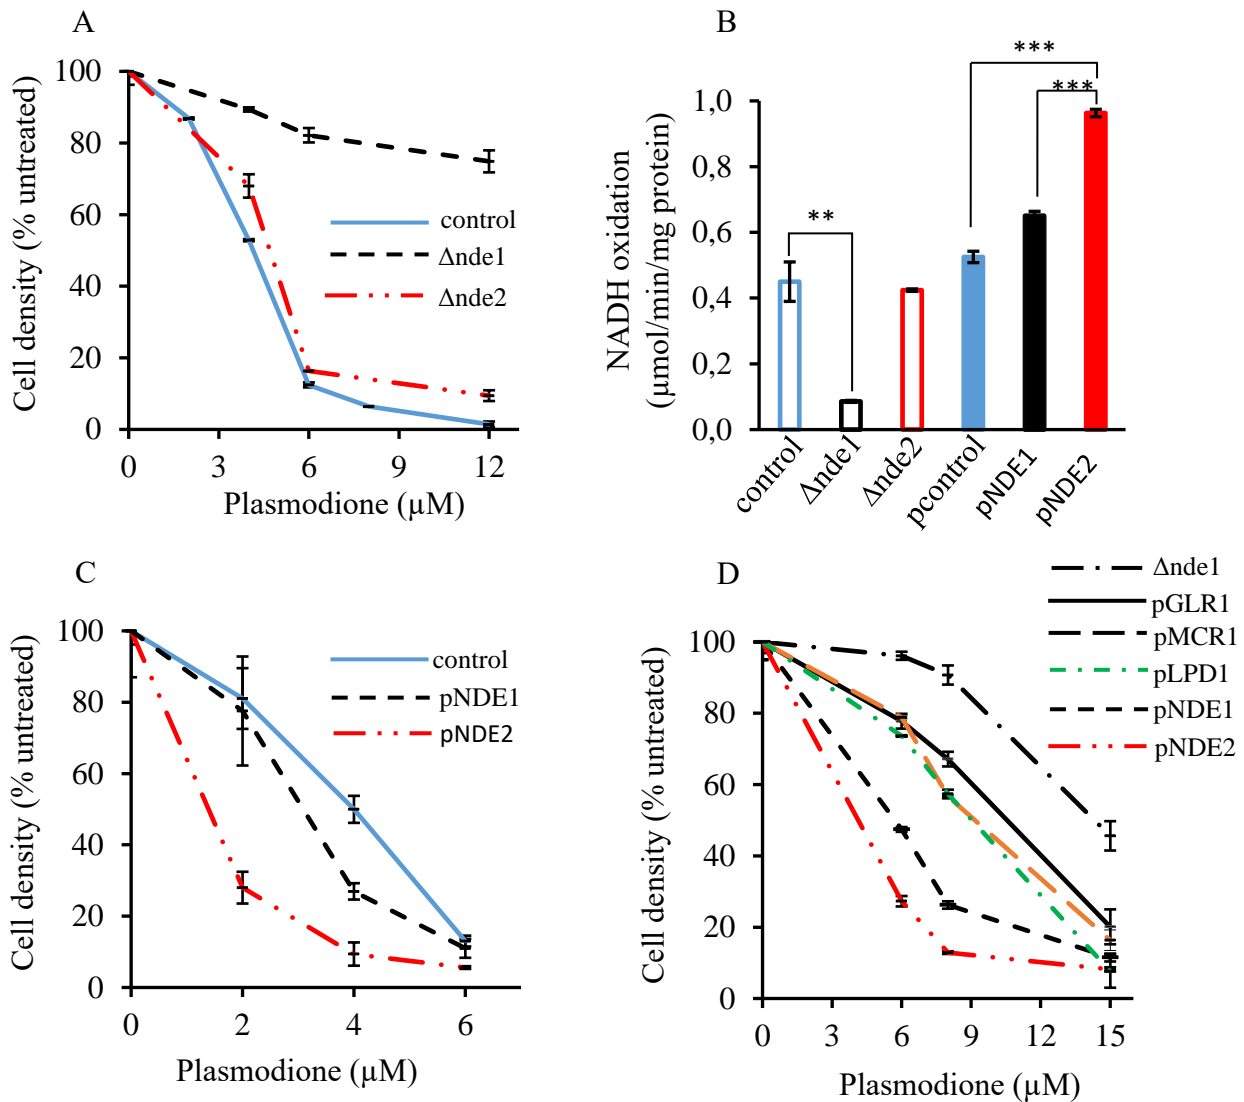 A
Cell density (% untreated)
100
80
60
40
20
0
0 3 6 9 12
Plasmodione (µM)
control
Δnde1
Δnde2
B
NADH oxidation
(µmol/min/mg protein)
1,0
0,8
0,6
0,4
0,2
0,0
**
***
***
control
Δnde1
Δnde2
pcontrol
pNDE1
pNDE2
C
Cell density (% untreated)
100
80
60
40
20
0
0 2 4 6
Plasmodione (µM)
control
pNDE1
pNDE2
D
Cell density (% untreated)
100
80
60
40
20
0
0 3 6 9 12 15
Plasmodione (µM)
Δnde1
pGLR1
pMCR1
pLPD1
pNDE1
pNDE2